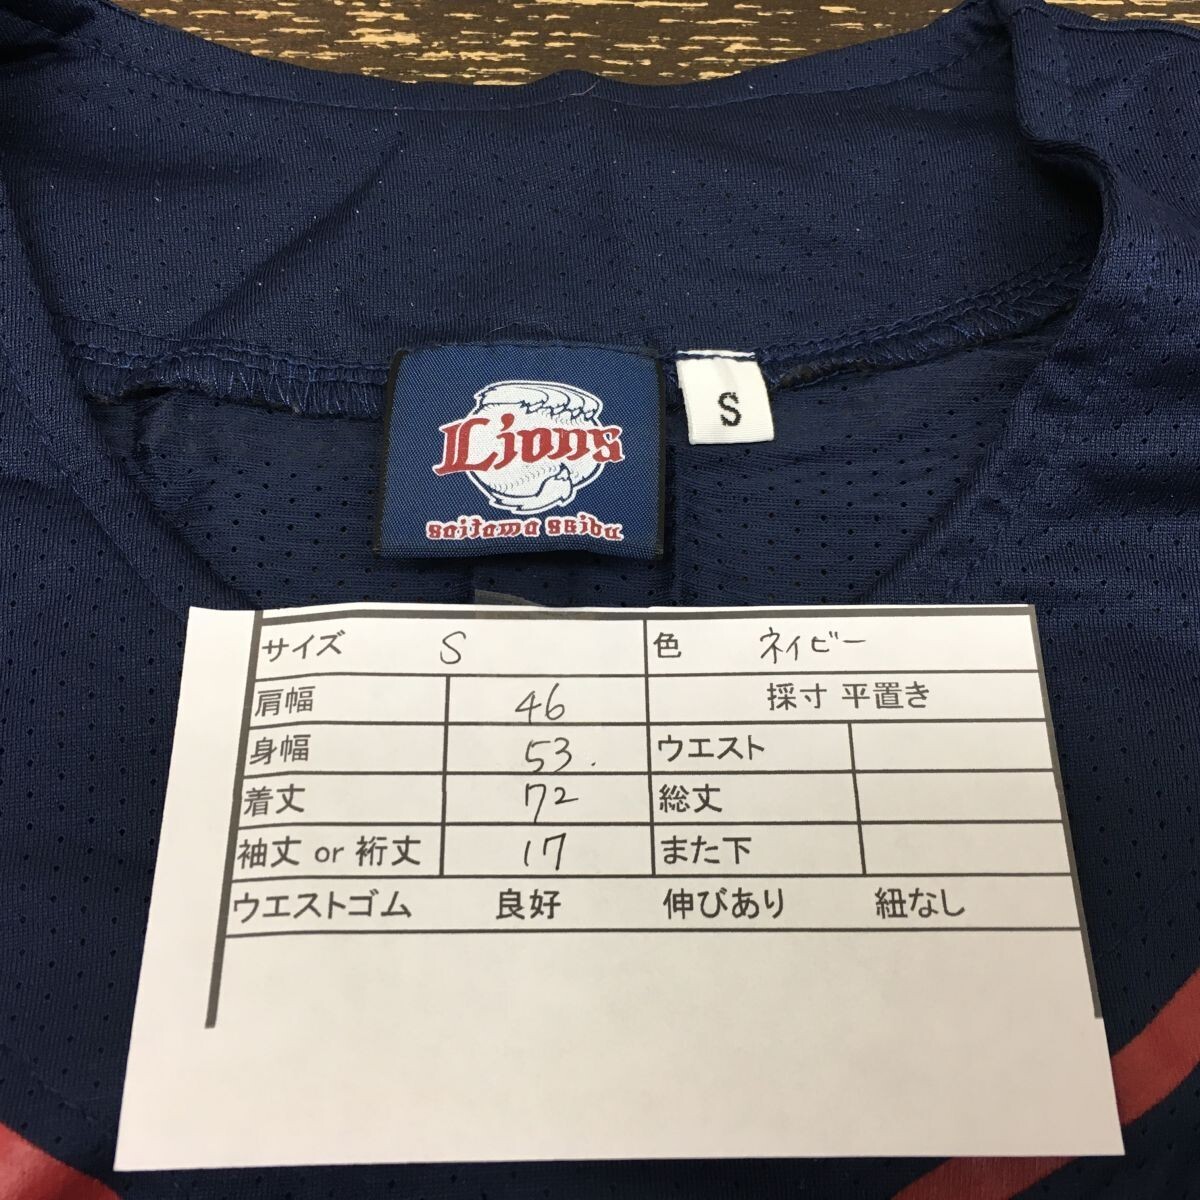 Lions
saitama seibu
S
サイズ S 色 ネイビー
肩幅 46 採寸 平置き
身幅 53. ウエスト
着丈 72 総丈
袖丈 or 裄丈 17 また下
ウエストゴム 良好 伸びあり 紐なし